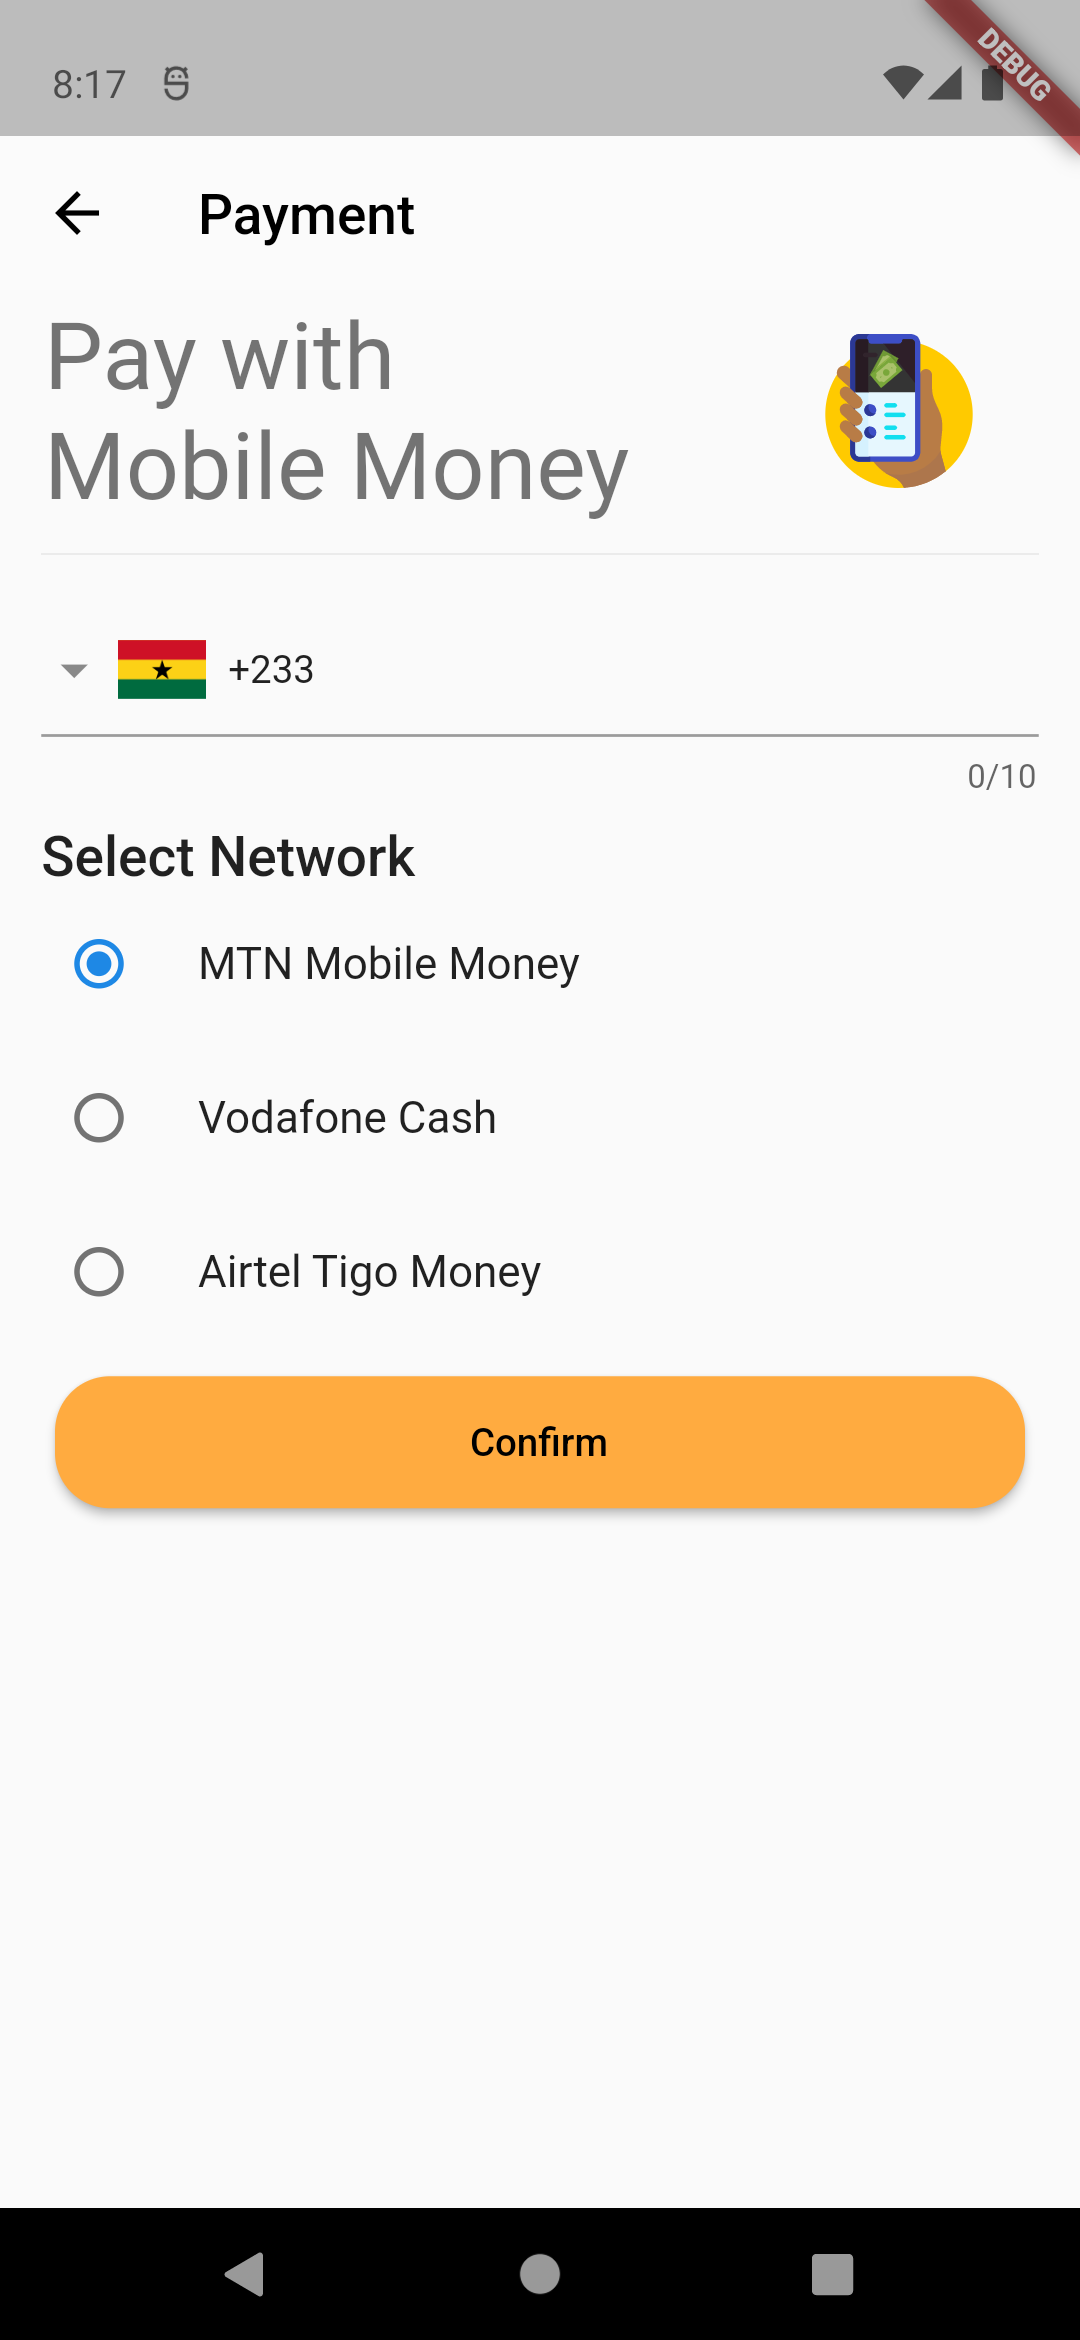 8:17
DEBUG
Payment
Pay with
Mobile Money
+233
0/10
Select Network
MTN Mobile Money
Vodafone Cash
Airtel Tigo Money
Confirm